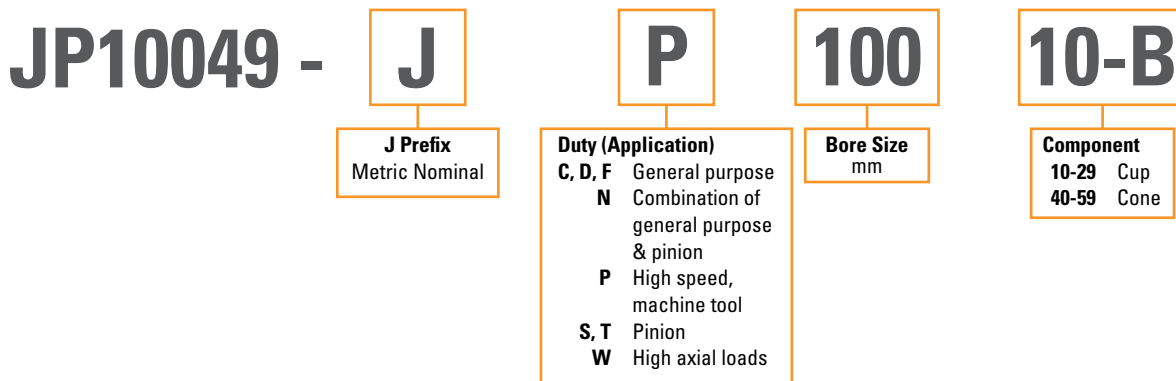 JP10049 - J P 100 10-B
J Prefix
Metric Nominal
Duty (Application)
C, D, F General purpose
N Combination of
general purpose
& pinion
P High speed,
machine tool
S, T Pinion
W High axial loads
Bore Size
mm
Component
10-29 Cup
40-59 Cone